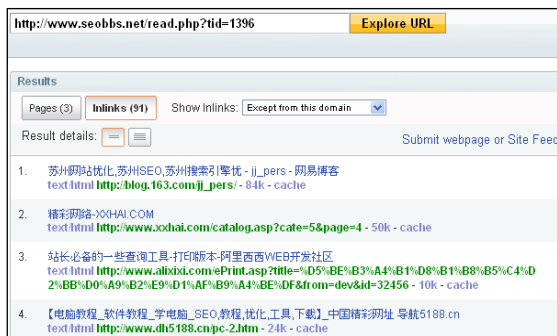 http://www.seobbs.net/read.php?tid=1396 Explore URL
Results
Pages (3) Inlinks (91) Show Inlinks: Except from this domain
Result details: Submit webpage or Site Feed
1. 苏州网站优化,苏州SEO,苏州搜索引擎优 - jj_pers - 网易博客
text/html http://blog.163.com/jj_pers/ - 84k - cache
2. 精彩网络-XXHAI.COM
text/html http://www.xxhai.com/catalog.asp?cate=5&page=4 - 50k - cache
3. 站长必备的一些查询工具-打印版本-阿里西西WEB开发社区
text/html http://www.alixixi.com/ePrint.asp?title=%D5%BE%B3%A4%B1%D8%B1%B8%B5%C4%D
2%BB%D0%A9%B2%E9%D1%AF%B9%A4%BE%DF&from=dev&id=32456 - 10k - cache
4. 【电脑教程_软件教程_学电脑_SEO,教程,优化,工具,下载】_中国精彩网址 导航5188.cn
text/html http://www.dh5188.cn/pc-2.htm - 24k - cache